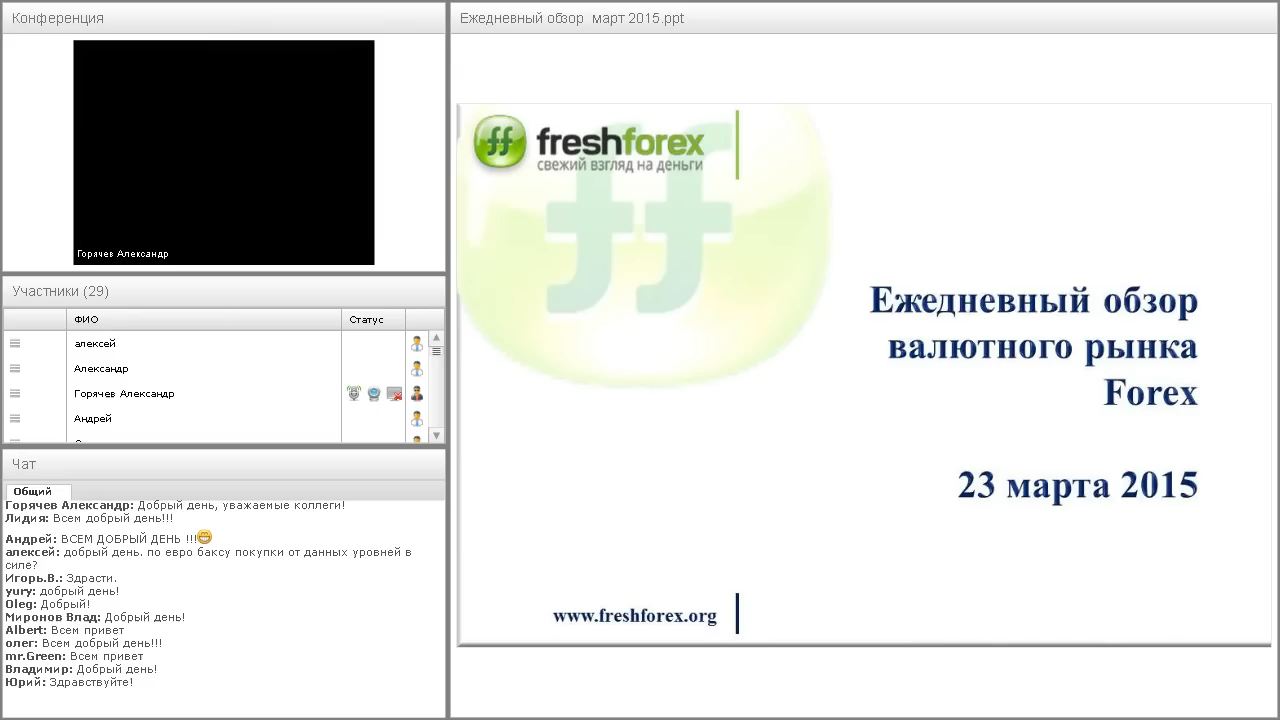 Конференция
Горячев Александр
Участники (29)
ФИО
Статус
алексей
Александр
Горячев Александр
Андрей
Чат
Общий
Горячев Александр: Добрый день, уважаемые коллеги!
Лидия: Всем добрый день!!!
Андрей: ВСЕМ ДОБРЫЙ ДЕНЬ !!!
алексей: добрый день. по евро баксу покупки от данных уровней в
силе?
Игорь.В.: Здрасти.
yury: добрый день!
Oleg: Добрый!
Миронов Влад: Добрый день!
Albert: Всем привет
олег: Всем добрый день!!!
mr.Green: Всем привет
Владимир: Добрый день!
Юрий: Здравствуйте!
Ежедневный обзор март 2015.ppt
ff freshforex
свежий взгляд на деньги
ff
Ежедневный обзор
валютного рынка
Forex
23 марта 2015
www.freshforex.org